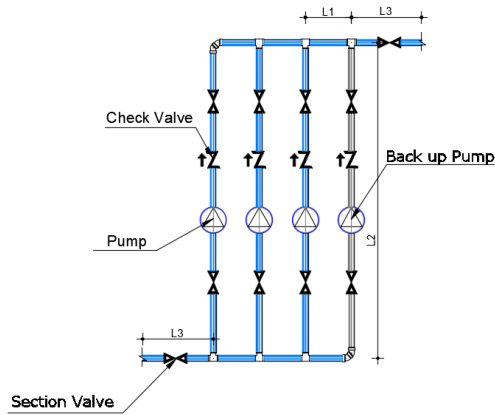 L1
L3
Check Valve
Back up Pump
Pump
L2
L3
Section Valve